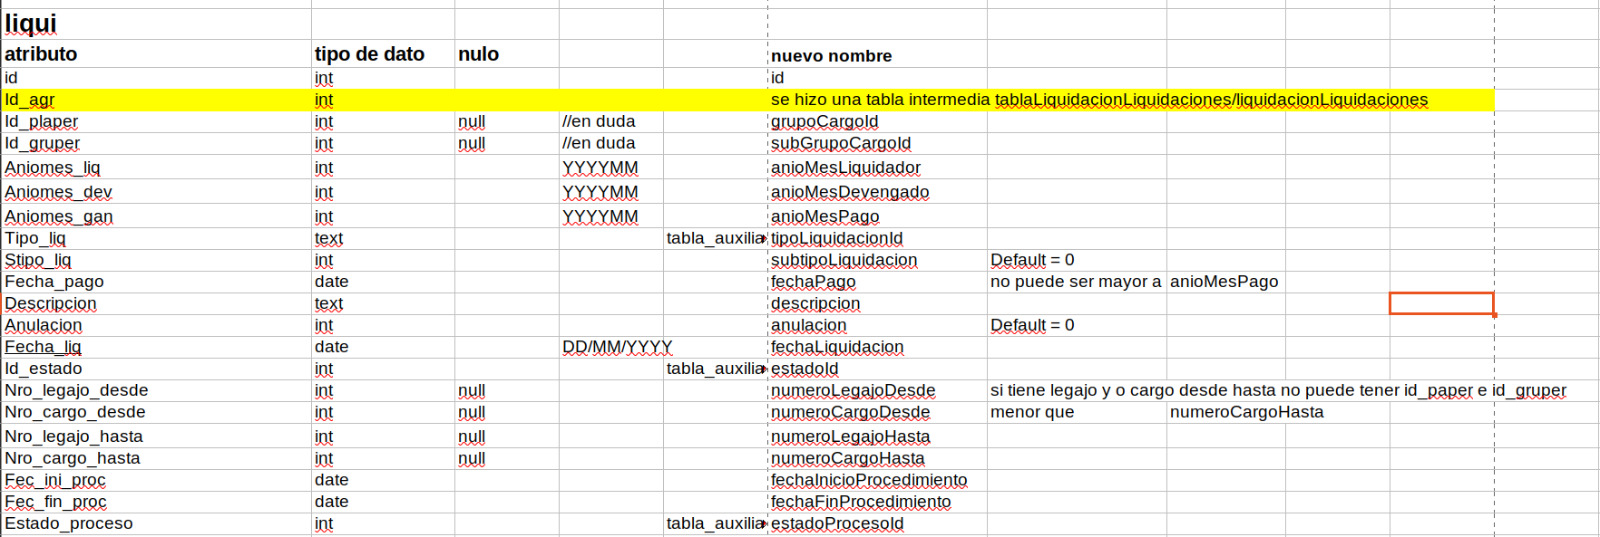 liqui
atributo tipo de dato nulo nuevo nombre
id int id
Id_agr int se hizo una tabla intermedia tablaLiquidacionLiquidaciones/liquidacionLiquidaciones
Id_plaper int null //en duda grupoCargoId
Id_gruper int null //en duda subGrupoCargoId
Aniomes_liq int YYYYMM anioMesLiquidador
Aniomes_dev int YYYYMM anioMesDevengado
Aniomes_gan int YYYYMM anioMesPago
Tipo_liq text tabla_auxilia tipoLiquidacionId
Stipo_liq int subtipoLiquidacion Default = 0
Fecha_pago date fechaPago no puede ser mayor a anioMesPago
Descripcion text descripcion
Anulacion int anulacion Default = 0
Fecha_liq date DD/MM/YYYY fechaLiquidacion
Id_estado int tabla_auxilia estadoId
Nro_legajo_desde int null numeroLegajoDesde si tiene legajo y o cargo desde hasta no puede tener id_paper e id_gruper
Nro_cargo_desde int null numeroCargoDesde menor que numeroCargoHasta
Nro_legajo_hasta int null numeroLegajoHasta
Nro_cargo_hasta int null numeroCargoHasta
Fec_ini_proc date fechaInicioProcedimiento
Fec_fin_proc date fechaFinProcedimiento
Estado_proceso int tabla_auxilia estadoProcesoId